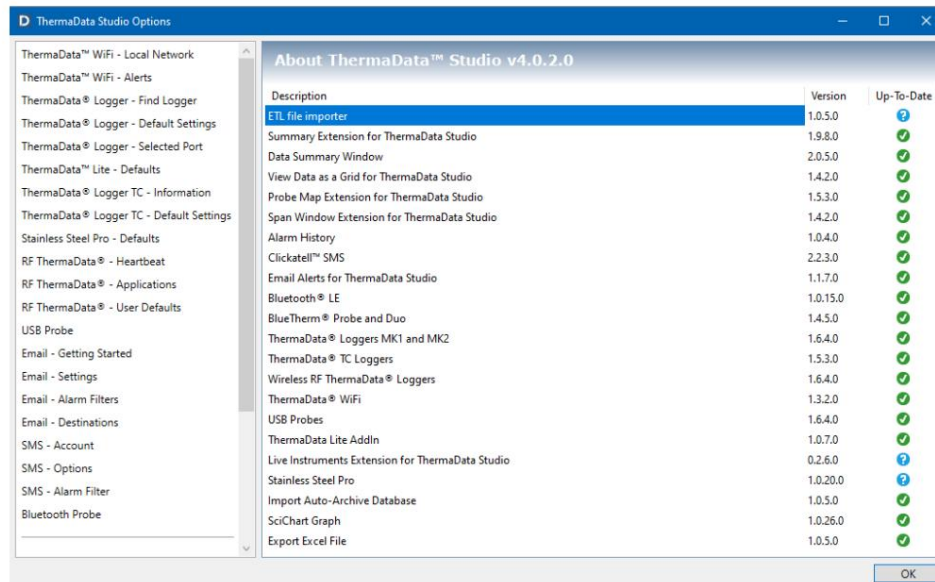 ThermaData Studio Options
ThermaData™ WiFi - Local Network
ThermaData™ WiFi - Alerts
ThermaData® Logger - Find Logger
ThermaData® Logger - Default Settings
ThermaData® Logger - Selected Port
ThermaData™ Lite - Defaults
ThermaData® Logger TC - Information
ThermaData® Logger TC - Default Settings
Stainless Steel Pro - Defaults
RF ThermaData® - Heartbeat
RF ThermaData® - Applications
RF ThermaData® - User Defaults
USB Probe
Email - Getting Started
Email - Settings
Email - Alarm Filters
Email - Destinations
SMS - Account
SMS - Options
SMS - Alarm Filter
Bluetooth Probe
About ThermaData™ Studio v4.0.2.0
Description Version Up-To-Date
ETL file importer 1.0.5.0
Summary Extension for ThermaData Studio 1.9.8.0
Data Summary Window 2.0.5.0
View Data as a Grid for ThermaData Studio 1.4.2.0
Probe Map Extension for ThermaData Studio 1.5.3.0
Span Window Extension for ThermaData Studio 1.4.2.0
Alarm History 1.0.4.0
Clickatell™ SMS 2.2.3.0
Email Alerts for ThermaData Studio 1.1.7.0
Bluetooth® LE 1.0.15.0
BlueTherm® Probe and Duo 1.4.5.0
ThermaData® Loggers MK1 and MK2 1.6.4.0
ThermaData® TC Loggers 1.5.3.0
Wireless RF ThermaData® Loggers 1.6.4.0
ThermaData® WiFi 1.3.2.0
USB Probes 1.6.4.0
ThermaData Lite AddIn 1.0.7.0
Live Instruments Extension for ThermaData Studio 0.2.6.0
Stainless Steel Pro 1.0.20.0
Import Auto-Archive Database 1.0.5.0
SciChart Graph 1.0.26.0
Export Excel File 1.0.5.0
OK